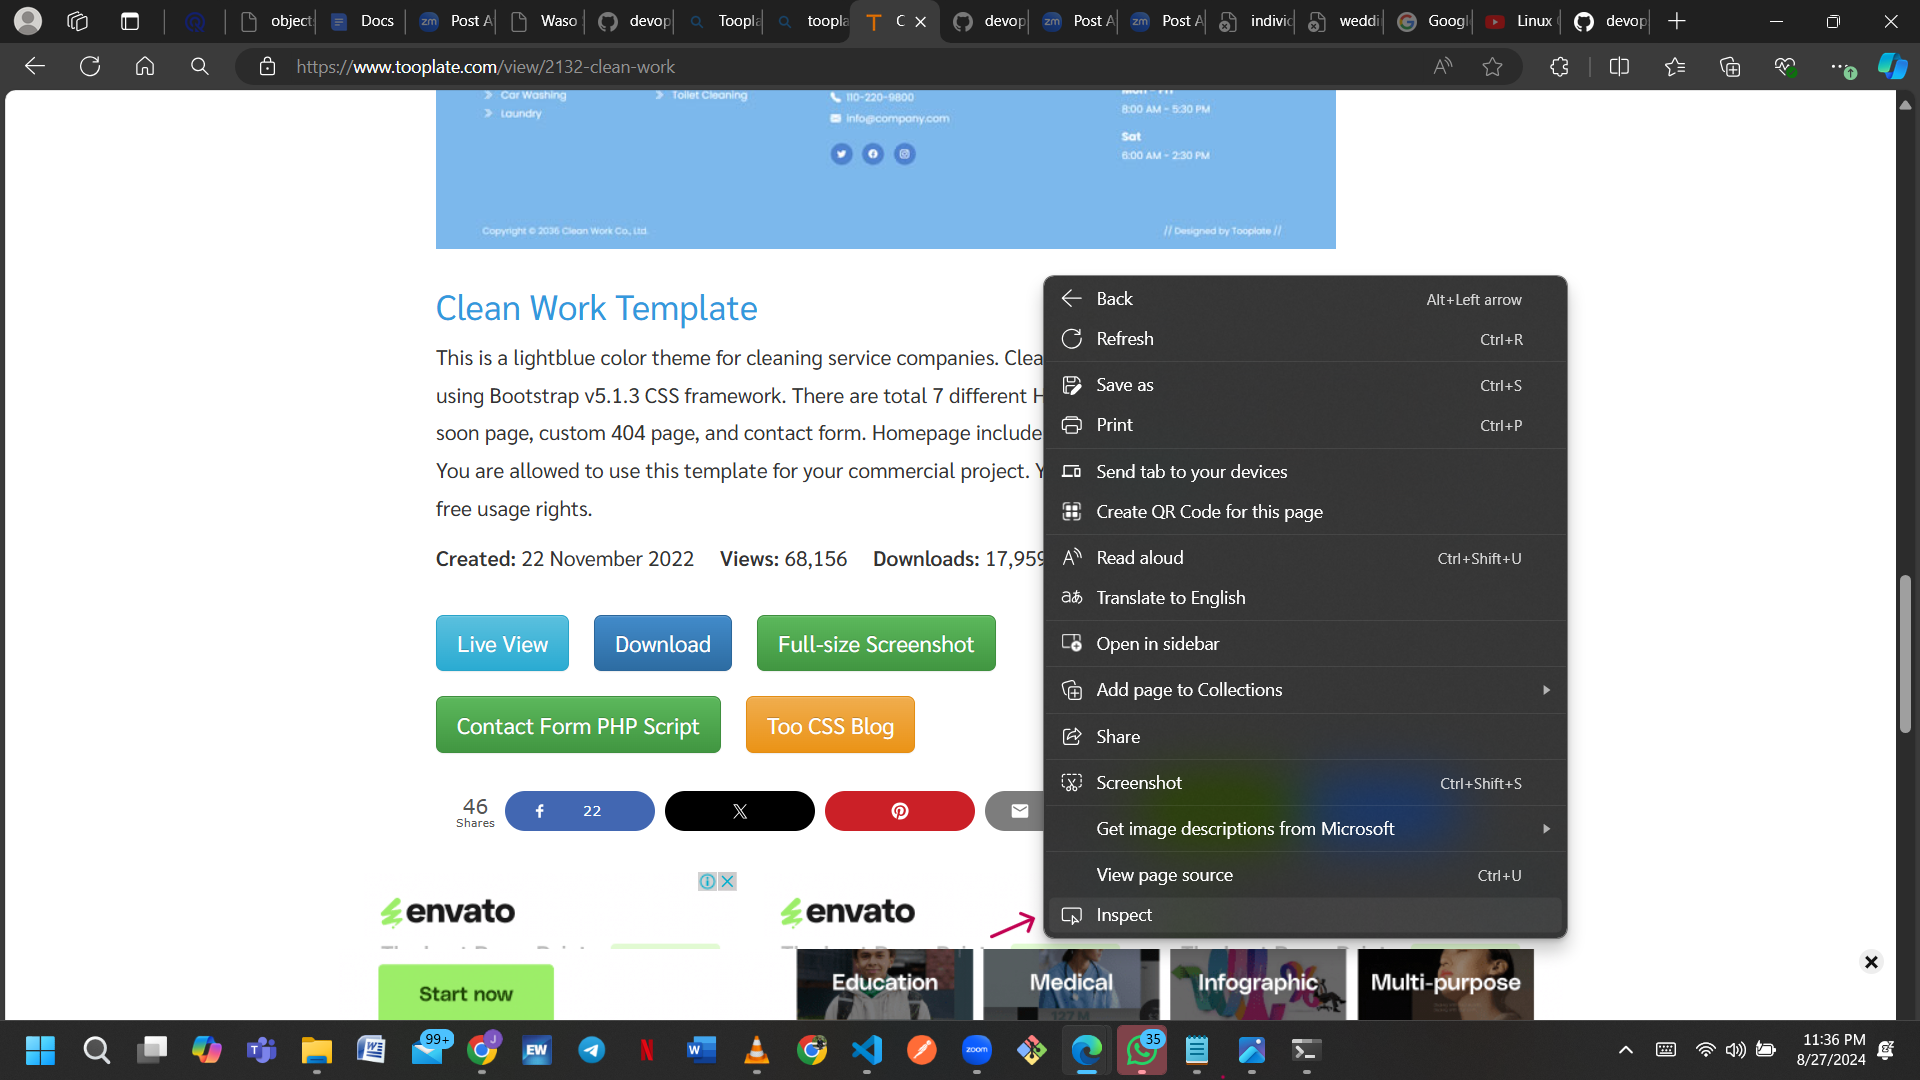 object
Docs
Post A
Waso
devop
Toopla
toopla
C
devop
Post A
Post A
individ
weddi
Googl
Linux
devop
https://www.tooplate.com/view/2132-clean-work
Car Washing
Toilet Cleaning
Laundry
110-220-9800
info@company.com
Mon - Fri
8:00 AM - 5:30 PM
Sat
6:00 AM - 2:30 PM
Copyright © 2036 Clean Work Co., Ltd.
// Designed by Tooplate //
Clean Work Template
This is a lightblue color theme for cleaning service companies. Clea
using Bootstrap v5.1.3 CSS framework. There are total 7 different H
soon page, custom 404 page, and contact form. Homepage include
You are allowed to use this template for your commercial project. Y
free usage rights.
Created: 22 November 2022 Views: 68,156 Downloads: 17,959
Live View
Download
Full-size Screenshot
Contact Form PHP Script
Too CSS Blog
46
Shares
22
Back Alt+Left arrow
Refresh Ctrl+R
Save as Ctrl+S
Print Ctrl+P
Send tab to your devices
Create QR Code for this page
Read aloud Ctrl+Shift+U
Translate to English
Open in sidebar
Add page to Collections
Share
Screenshot Ctrl+Shift+S
Get image descriptions from Microsoft
View page source Ctrl+U
Inspect
envato
envato
Start now
Education
Medical
Infographic
Multi-purpose
99+
EW
zoom
35
11:36 PM
8/27/2024